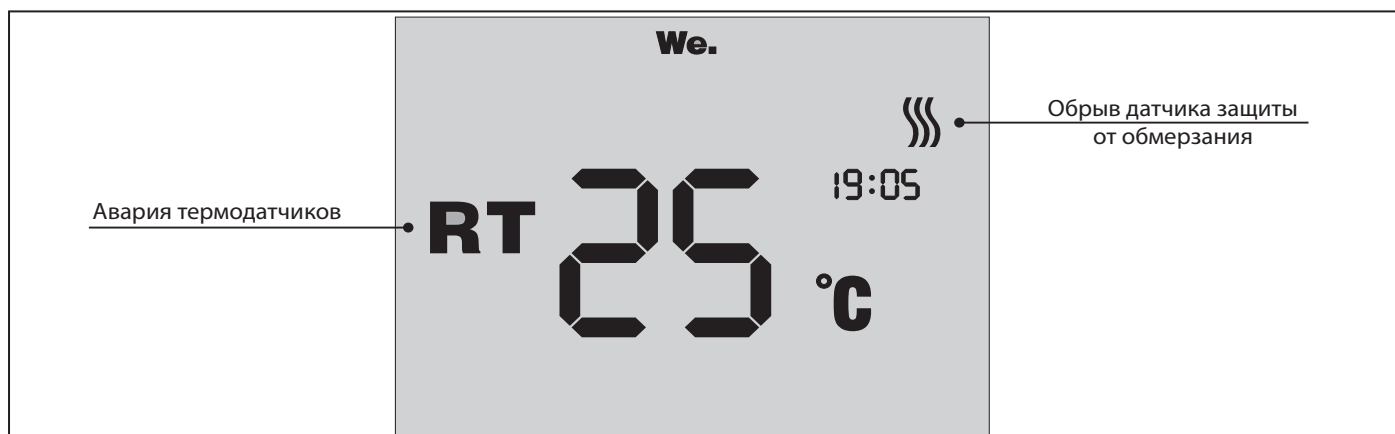 We.
Обрыв датчика защиты
от обмерзания
19:05
Авария термодатчиков
RT 25 °C